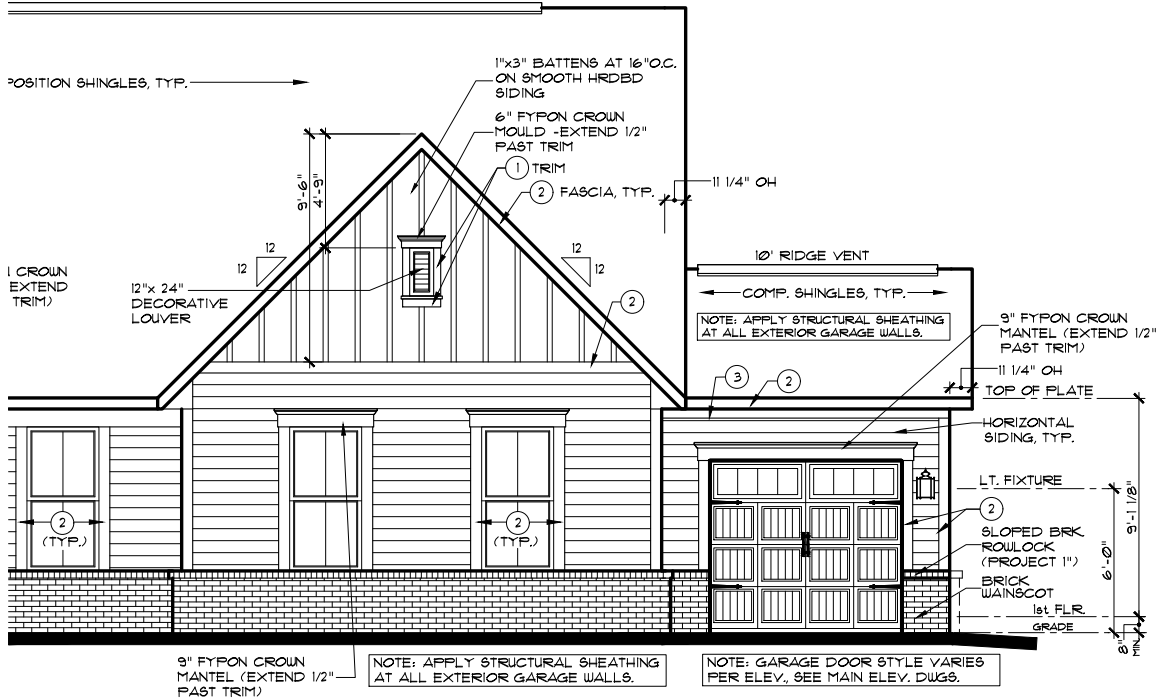 1"x3" BATTENS AT 16"O.C.
ON SMOOTH HRDBD
SIDING
POSITION SHINGLES, TYP.
6" FYPON CROWN
MOULD -EXTEND 1/2"
PAST TRIM
1 TRIM
2 FASCIA, TYP.
11 1/4" OH
9'-6"
4'-9"
12
12
12
12
10' RIDGE VENT
COMP. SHINGLES, TYP.
CROWN
EXTEND
TRIM)
12"x 24"
DECORATIVE
LOUVER
2
NOTE: APPLY STRUCTURAL SHEATHING
AT ALL EXTERIOR GARAGE WALLS.
9" FYPON CROWN
MANTEL (EXTEND 1/2"
PAST TRIM)
11 1/4" OH
3
2
TOP OF PLATE
HORIZONTAL
SIDING, TYP.
LT. FIXTURE
2
(TYP.)
2
(TYP.)
2
SLOPED BRK.
ROWLOCK
(PROJECT 1")
BRICK
WAINSCOT
1st FLR.
GRADE
6'-0"
9'-1 1/8"
8"
MIN.
9" FYPON CROWN
MANTEL (EXTEND 1/2"
PAST TRIM)
NOTE: APPLY STRUCTURAL SHEATHING
AT ALL EXTERIOR GARAGE WALLS.
NOTE: GARAGE DOOR STYLE VARIES
PER ELEV., SEE MAIN ELEV. DWGS.